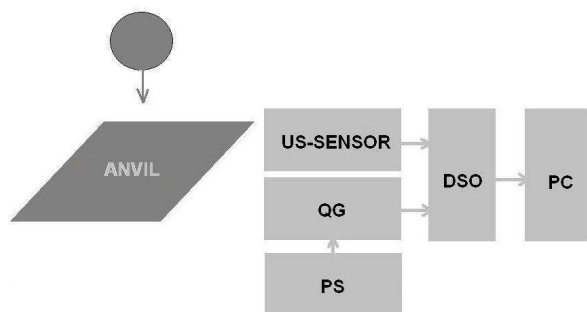 ANVIL
US-SENSOR
QG
PS
DSO
PC